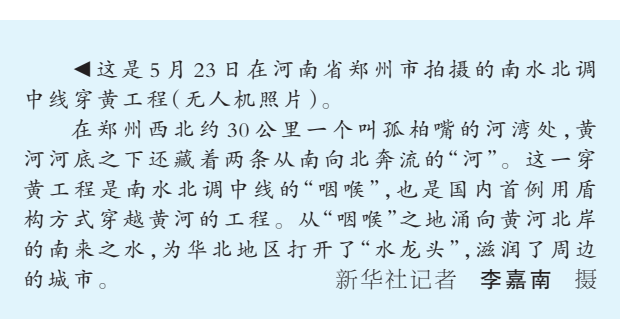 ◀这是5月23日在河南省郑州市拍摄的南水北调
中线穿黄工程(无人机照片)。
在郑州西北约30公里一个叫孤柏嘴的河湾处,黄
河河底之下还藏着两条从南向北奔流的“河”。这一穿
黄工程是南水北调中线的“咽喉”,也是国内首例用盾
构方式穿越黄河的工程。从“咽喉”之地涌向黄河北岸
的南来之水,为华北地区打开了“水龙头”,滋润了周边
的城市。 新华社记者 李嘉南 摄